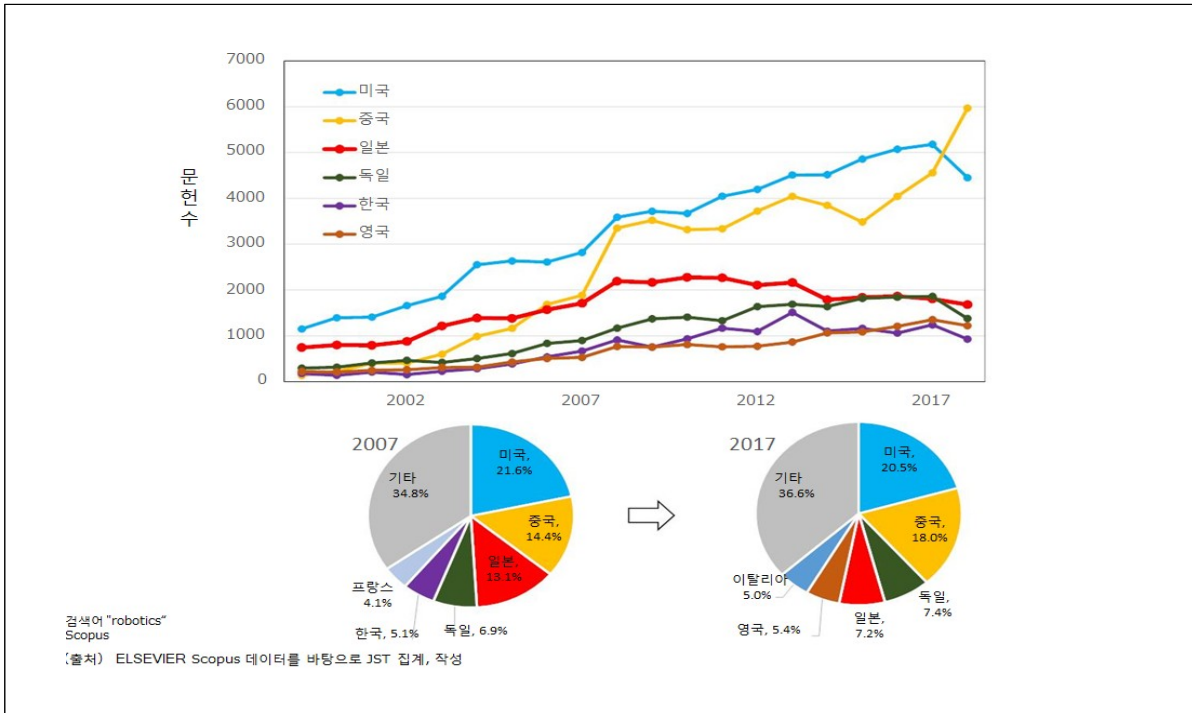 7000
6000
5000
4000
3000
2000
1000
0
문헌수
미국
중국
일본
독일
한국
영국
2002
2007
2012
2017
2007
미국,
21.6%
중국,
14.4%
일본,
13.1%
독일, 6.9%
한국, 5.1%
프랑스
4.1%
기타
34.8%
2017
미국,
20.5%
중국,
18.0%
독일,
7.4%
일본,
7.2%
영국, 5.4%
이탈리아
5.0%
기타
36.6%
검색어 "robotics"
Scopus
(출처) ELSEVIER Scopus 데이터를 바탕으로 JST 집계, 작성